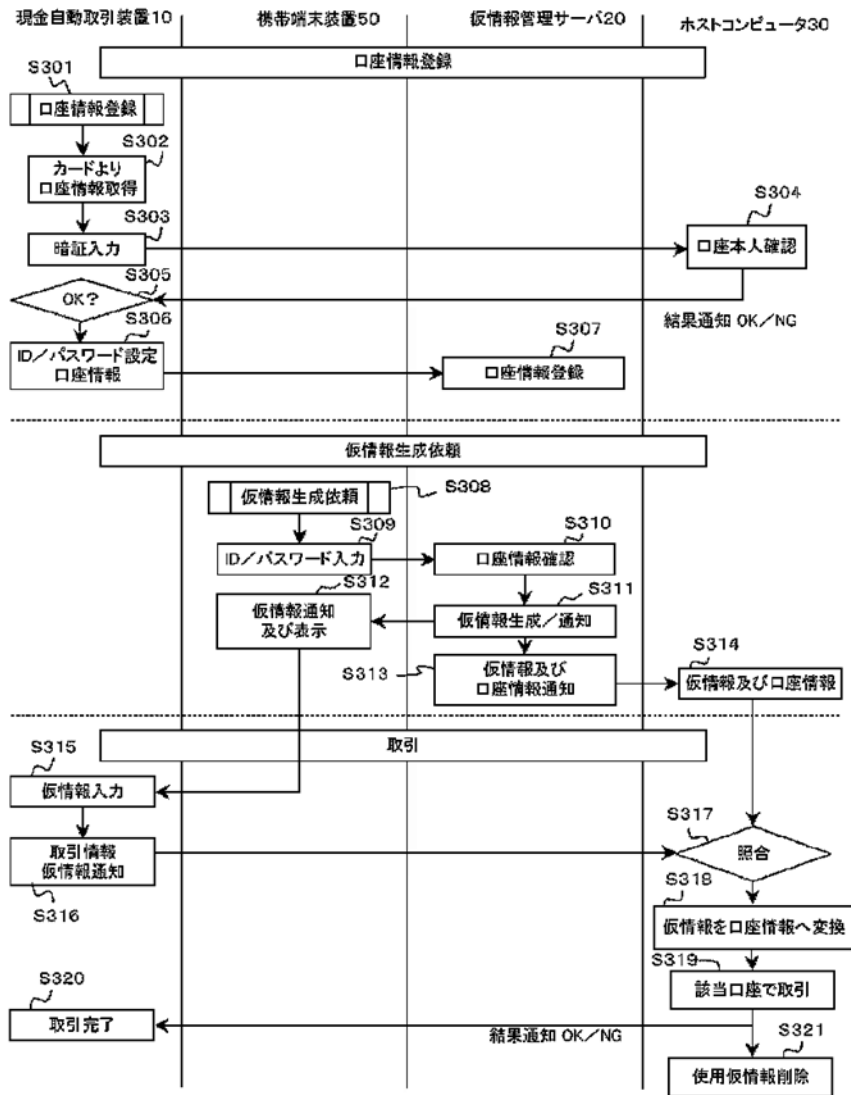 現金自動取引装置10
携帯端末装置50
仮情報管理サーバ20
ホストコンピュータ30
口座情報登録
S301
口座情報登録
S302
カードより
口座情報取得
S303
暗証入力
S304
口座本人確認
S305
OK?
結果通知 OK/NG
S306
ID/パスワード設定
口座情報
S307
口座情報登録
仮情報生成依頼
仮情報生成依頼
S308
S309
ID/パスワード入力
S310
口座情報確認
S311
仮情報生成/通知
S312
仮情報通知
及び表示
S313
仮情報及び
口座情報通知
S314
仮情報及び口座情報
取引
S315
仮情報入力
取引情報
仮情報通知
S316
S317
照合
S318
仮情報を口座情報へ変換
S319
該当口座で取引
S320
取引完了
結果通知 OK/NG
S321
使用仮情報削除